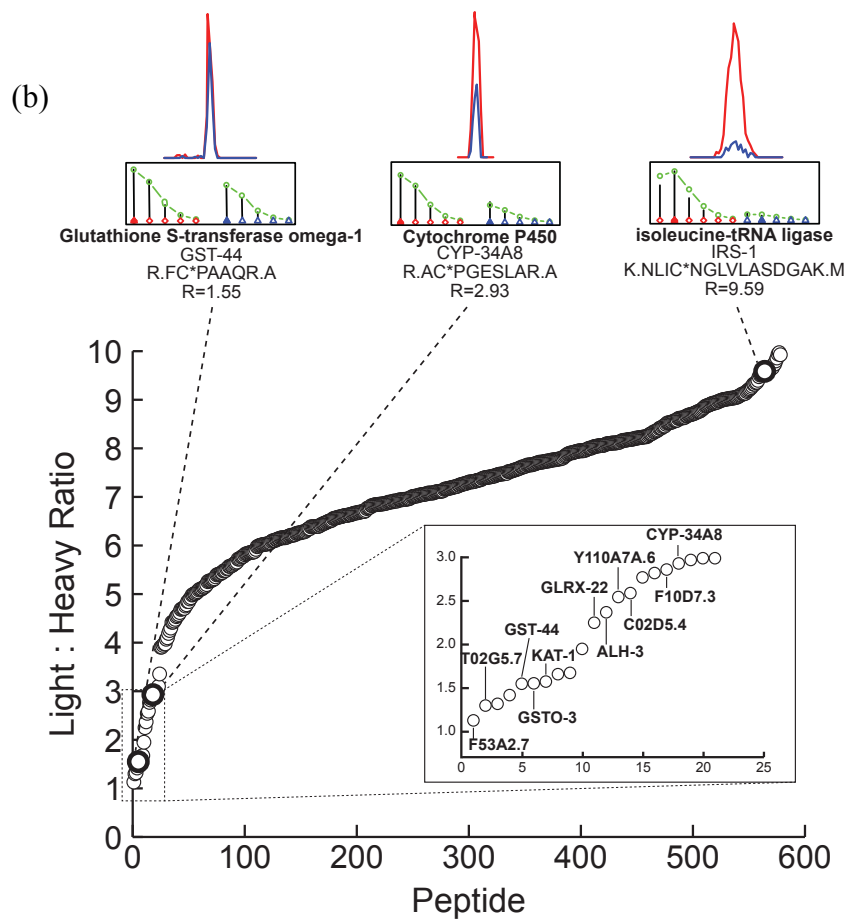 (b)
Glutathione S-transferase omega-1
GST-44
R.FC*PAAQR.A
R=1.55
Cytochrome P450
CYP-34A8
R.AC*PGESLAR.A
R=2.93
isoleucine-tRNA ligase
IRS-1
K.NLIC*NGLVLASDGAK.M
R=9.59
Light : Heavy Ratio
10
9
8
7
6
5
4
3
2
1
0
0 100 200 300 400 500 600
Peptide
3.0
2.5
2.0
1.5
1.0
0 5 10 15 20 25
CYP-34A8
Y110A7A.6
GLRX-22
F10D7.3
C02D5.4
GST-44
ALH-3
T02G5.7
KAT-1
GSTO-3
F53A2.7